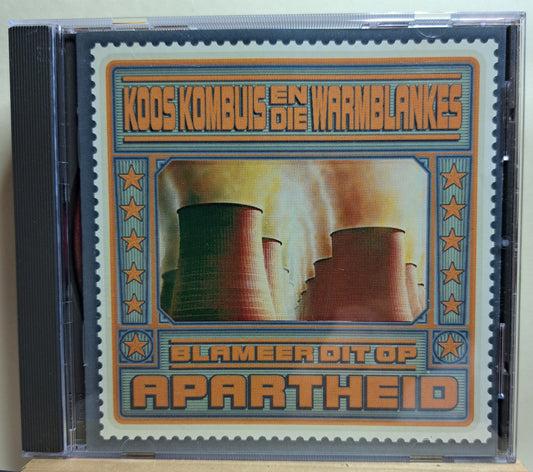 KOOS KOMBUIS EN DIE WARMBLANKES
BLAMEER DIT OP
APARTHEID